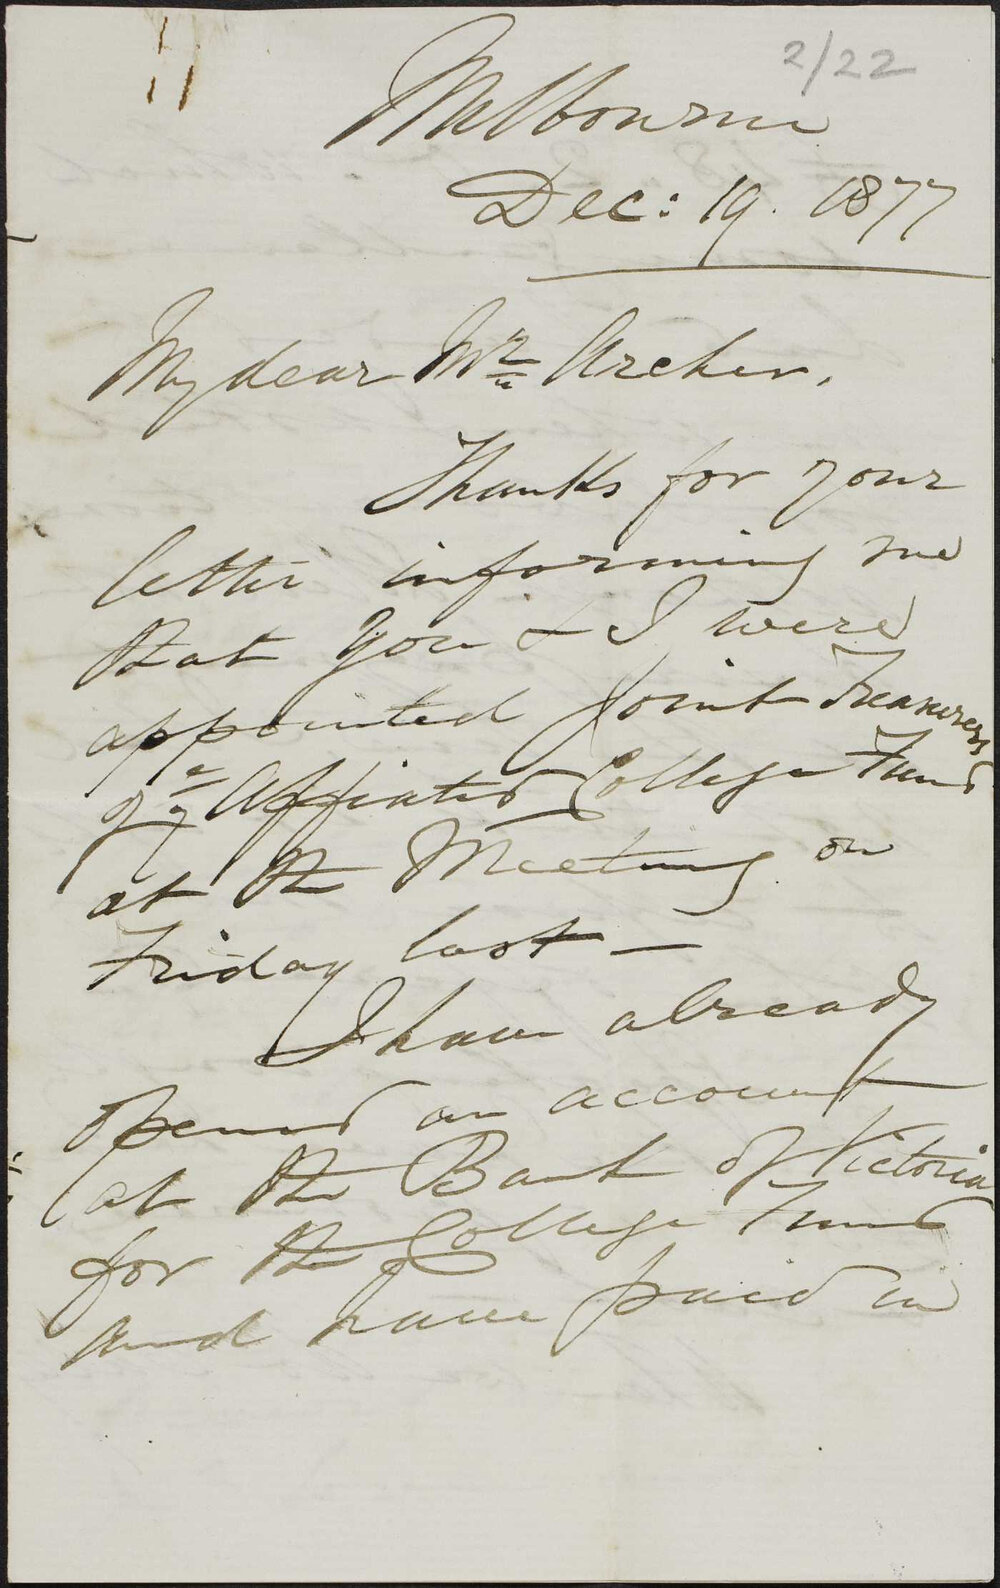 2/22
Melbourne
Dec: 19. 1877
My dear Mr Archer,
Thanks for your
letter informing me
that you & I were
appointed Joint Treasurers
of ye Affiliated College Fund
at the Meeting on
Friday last —
I have already
opened an account
at the Bank of Victoria
for the College Fund
and have paid in